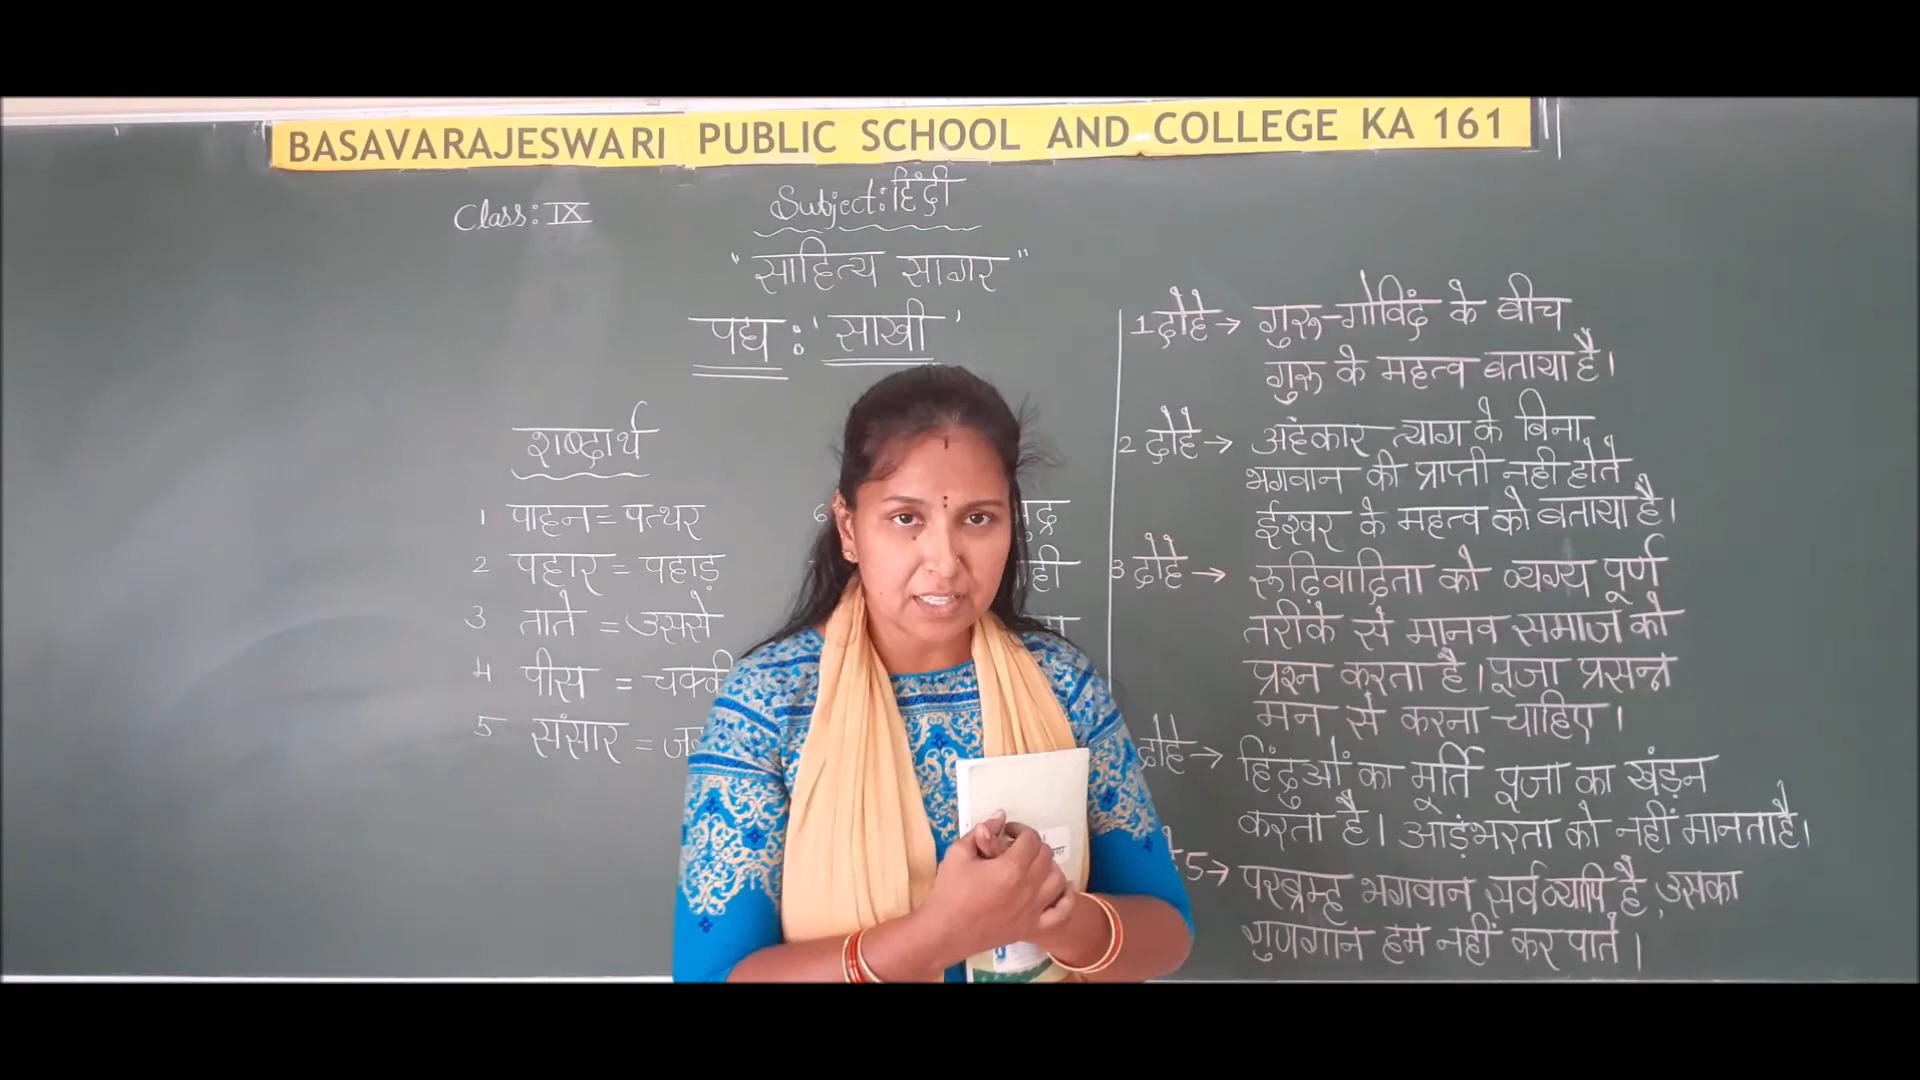 BASAVARAJESWARI PUBLIC SCHOOL AND COLLEGE KA 161
Class: IX
Subject: हिंदी
"साहित्य सागर"
पद्य : 'साखी'
शब्दार्थ
1 पाहन = पत्थर
2 पहार = पहाड़
3 ताते = उससे
4 पीस = चक्की
5 संसार =
6
1 दोहे → गुरू-गोविंद के बीच
गुरू के महत्व बताया है।
2 दोहे → अहंकार त्याग के बिना
भगवान की प्राप्ती नही होते
ईश्वर के महत्व को बताया है।
3 दोहे → रूढ़िवादिता को व्यग्य पूर्ण
तरीके से मानव समाज को
प्रश्न करता है। पूजा प्रसन्न
मन से करना चाहिए।
दोहे → हिंदुओं का मूर्ति पूजा का खंड़न
करता है। आड़ंभरता को नहीं मानता है।
5 → परब्रम्ह भगवान सर्वव्यापि है, उसका
गुणगान हम नहीं कर पाते।